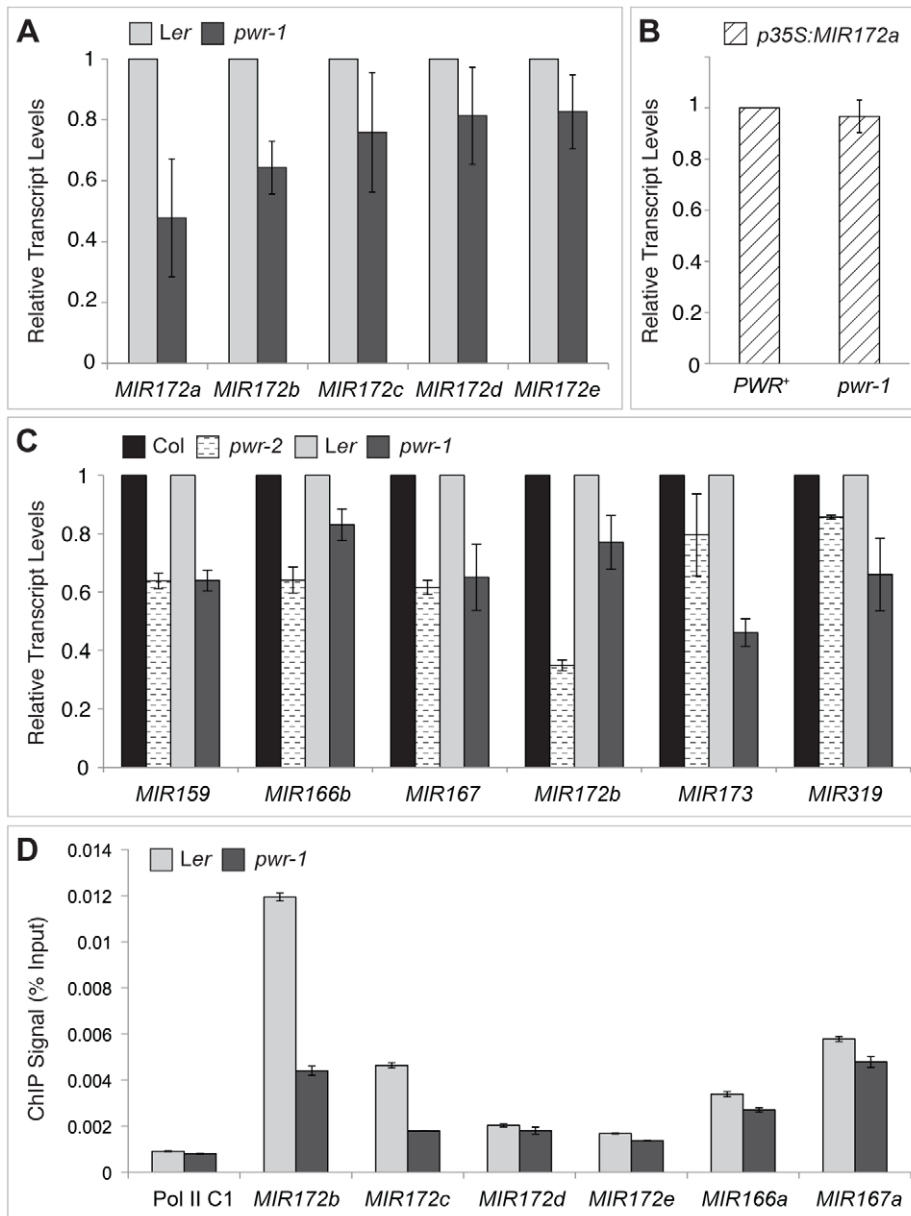 A
Ler pwr-1
Relative Transcript Levels
1
0.8
0.6
0.4
0.2
0
MIR172a MIR172b MIR172c MIR172d MIR172e
B
p35S:MIR172a
Relative Transcript Levels
1
0.8
0.6
0.4
0.2
0
PWR⁺ pwr-1
C
Col pwr-2 Ler pwr-1
Relative Transcript Levels
1
0.8
0.6
0.4
0.2
0
MIR159 MIR166b MIR167 MIR172b MIR173 MIR319
D
Ler pwr-1
ChIP Signal (% Input)
0.014
0.012
0.01
0.008
0.006
0.004
0.002
0
Pol II C1 MIR172b MIR172c MIR172d MIR172e MIR166a MIR167a